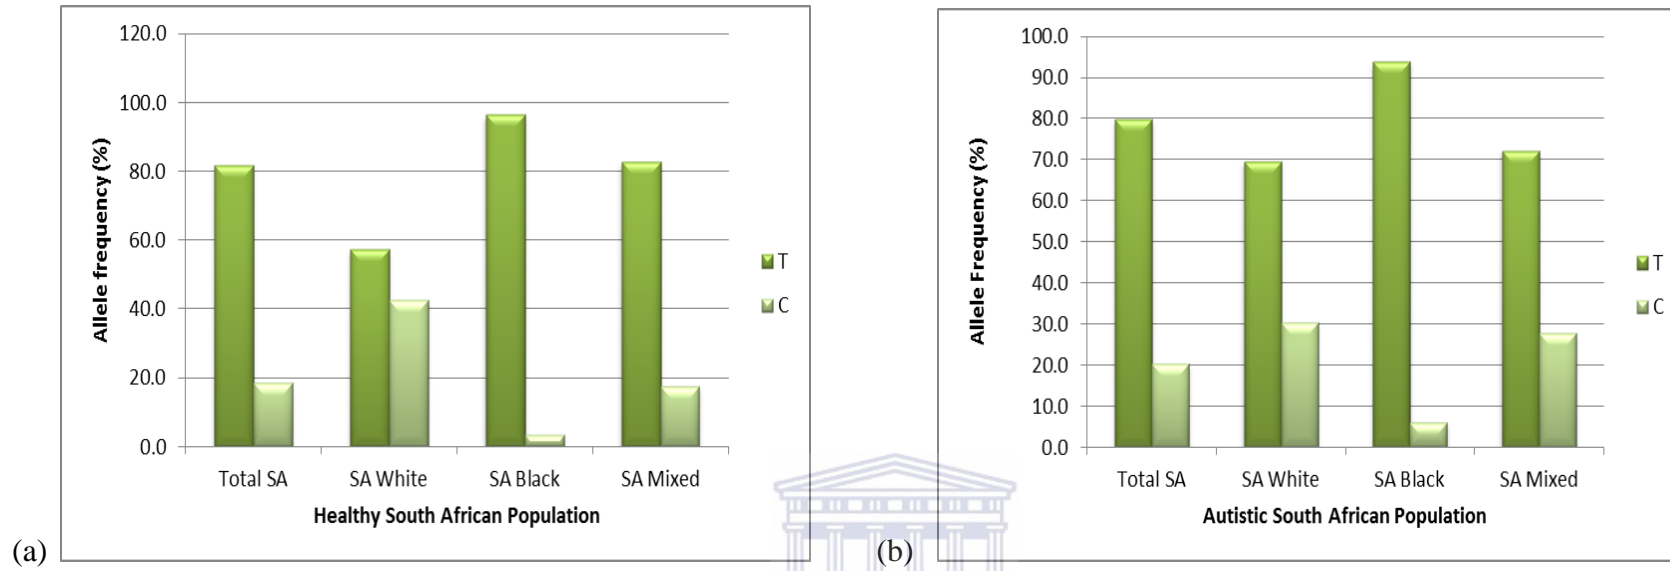 120.0
100.0
80.0
60.0
40.0
20.0
0.0
Allele frequency (%)
Total SA
SA White
SA Black
SA Mixed
Healthy South African Population
T
C
(a)
100.0
90.0
80.0
70.0
60.0
50.0
40.0
30.0
20.0
10.0
0.0
Allele Frequency (%)
Total SA
SA White
SA Black
SA Mixed
Autistic South African Population
T
C
(b)